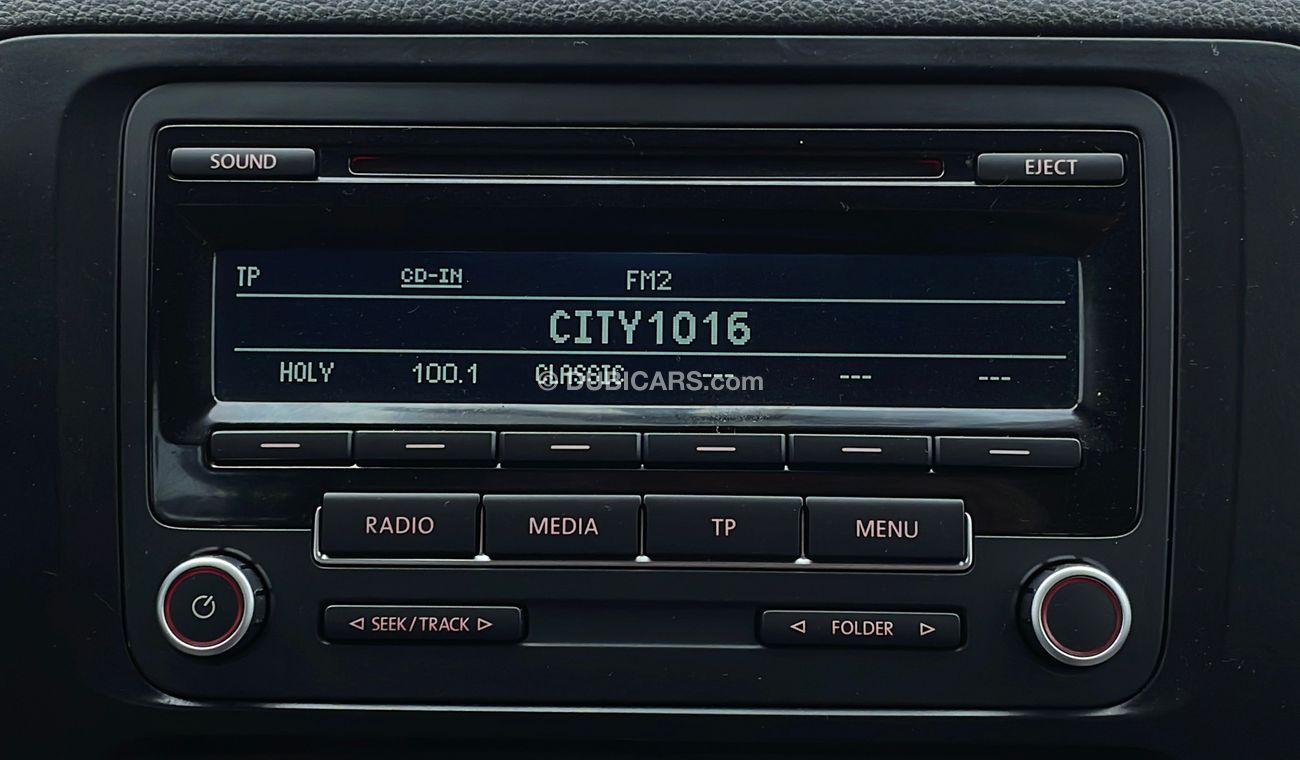 SOUND
EJECT
TP CD-IN FM2
CITY1016
HOLY 100.1 CLASSIC --- --- ---
© DUBICARS.com
RADIO MEDIA TP MENU
SEEK/TRACK FOLDER